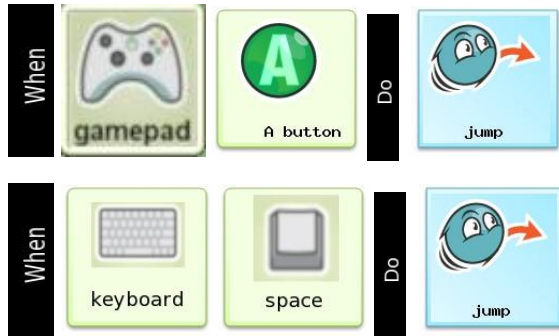 When
gamepad
A
A button
Do
jump
When
keyboard
space
Do
jump